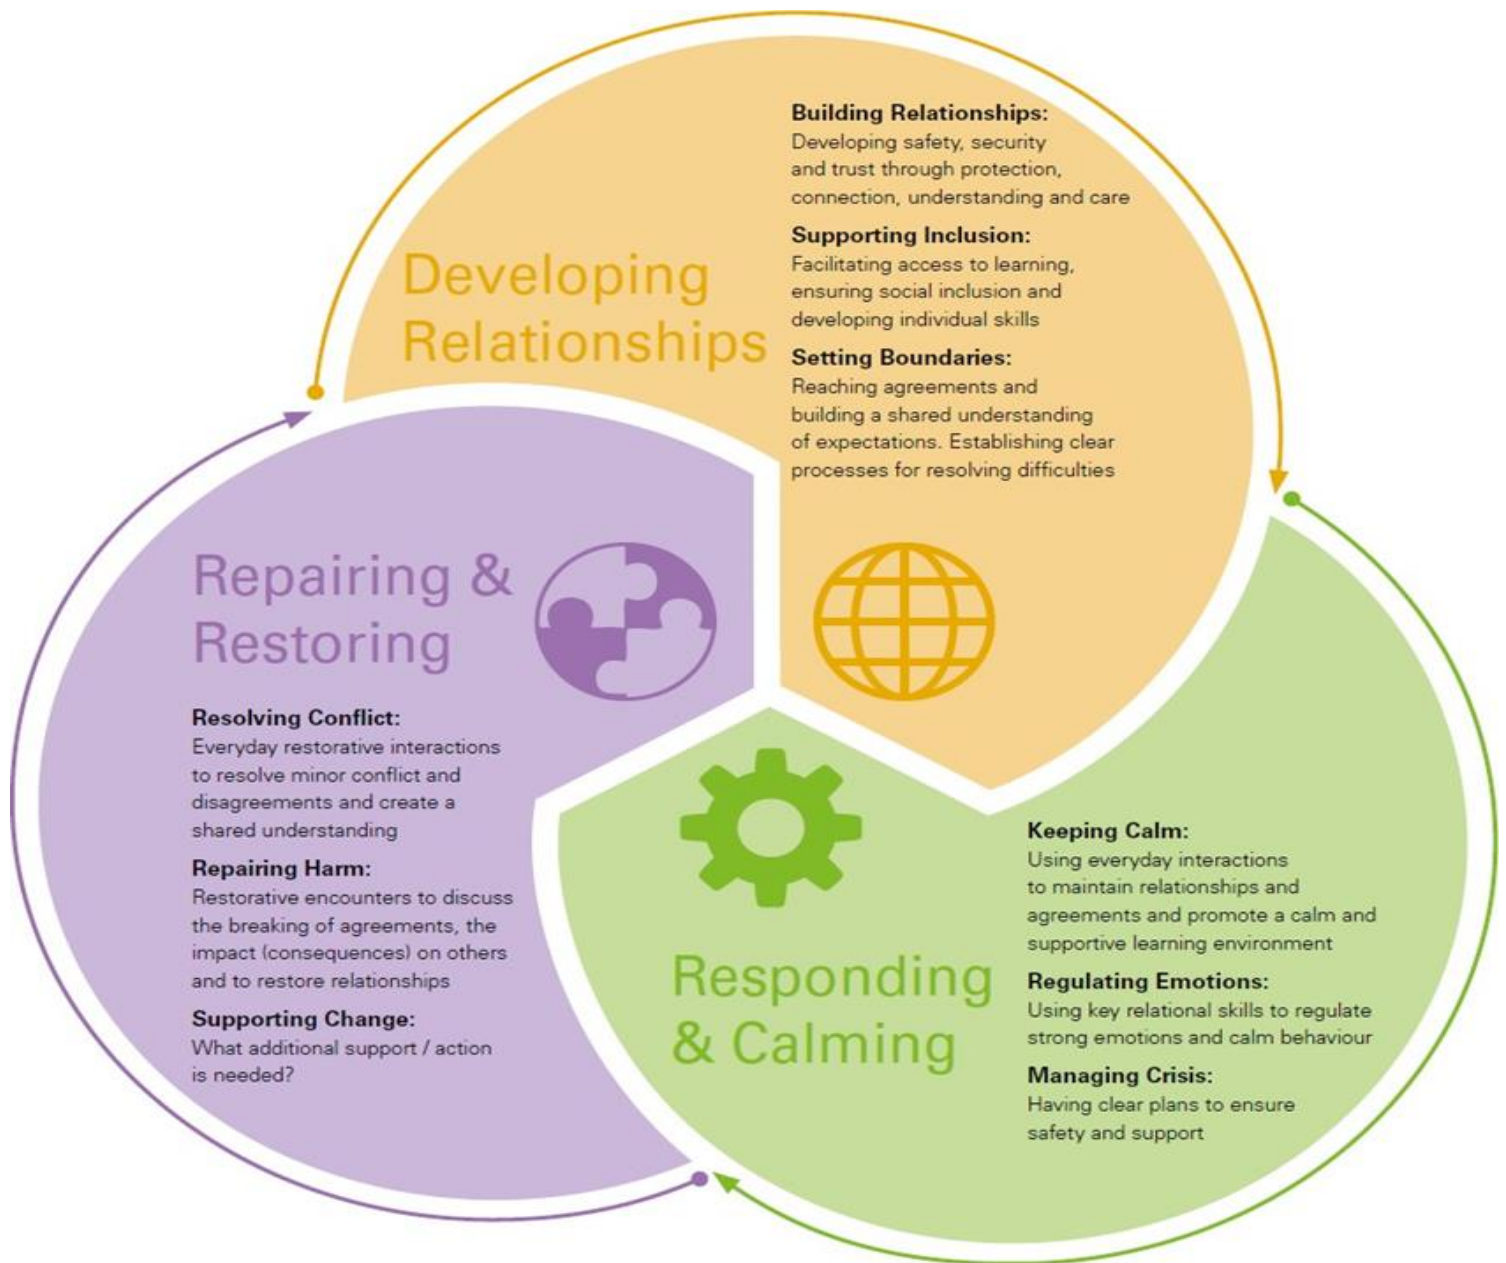 Developing
Relationships
Building Relationships:
Developing safety, security
and trust through protection,
connection, understanding and care
Supporting Inclusion:
Facilitating access to learning,
ensuring social inclusion and
developing individual skills
Setting Boundaries:
Reaching agreements and
building a shared understanding
of expectations. Establishing clear
processes for resolving difficulties
Responding
& Calming
Keeping Calm:
Using everyday interactions
to maintain relationships and
agreements and promote a calm and
supportive learning environment
Regulating Emotions:
Using key relational skills to regulate
strong emotions and calm behaviour
Managing Crisis:
Having clear plans to ensure
safety and support
Repairing &
Restoring
Resolving Conflict:
Everyday restorative interactions
to resolve minor conflict and
disagreements and create a
shared understanding
Repairing Harm:
Restorative encounters to discuss
the breaking of agreements, the
impact (consequences) on others
and to restore relationships
Supporting Change:
What additional support / action
is needed?